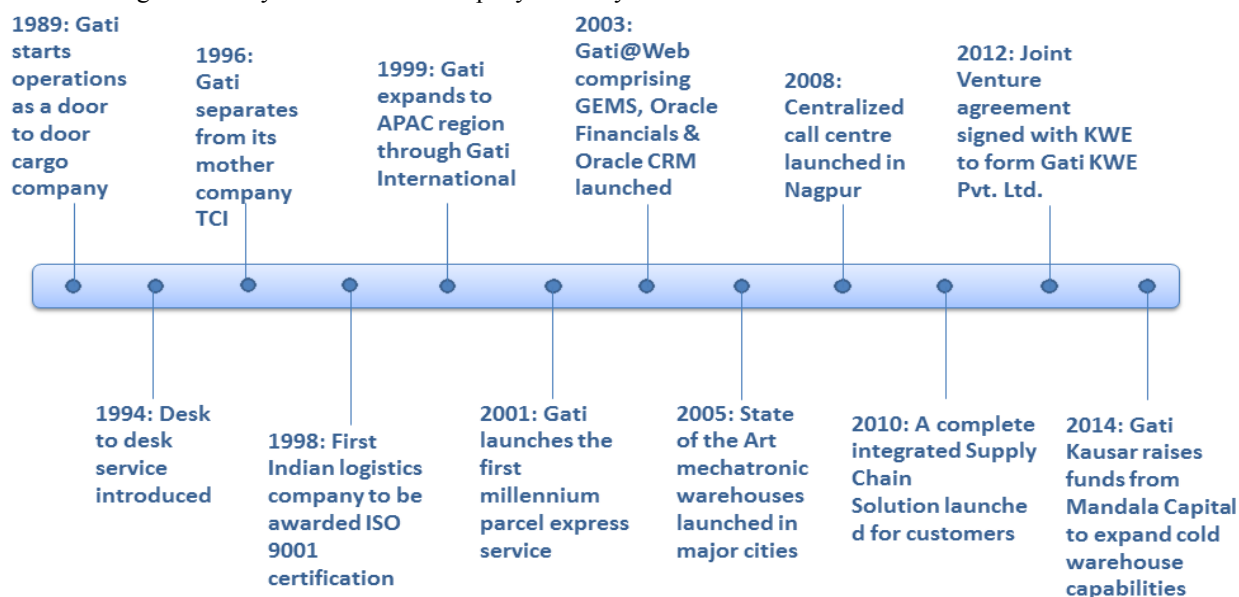 1989: Gati
starts
operations
as a door
to door
cargo
company
1996:
Gati
separates
from its
mother
company
TCI
1999: Gati
expands to
APAC region
through Gati
International
2003:
Gati@Web
comprising
GEMS, Oracle
Financials &
Oracle CRM
launched
2008:
Centralized
call centre
launched in
Nagpur
2012: Joint
Venture
agreement
signed with KWE
to form Gati KWE
Pvt. Ltd.
1994: Desk
to desk
service
introduced
1998: First
Indian logistics
company to be
awarded ISO
9001
certification
2001: Gati
launches the
first
millennium
parcel express
service
2005: State
of the Art
mechatronic
warehouses
launched in
major cities
2010: A complete
integrated Supply
Chain
Solution launche
d for customers
2014: Gati
Kausar raises
funds from
Mandala Capital
to expand cold
warehouse
capabilities